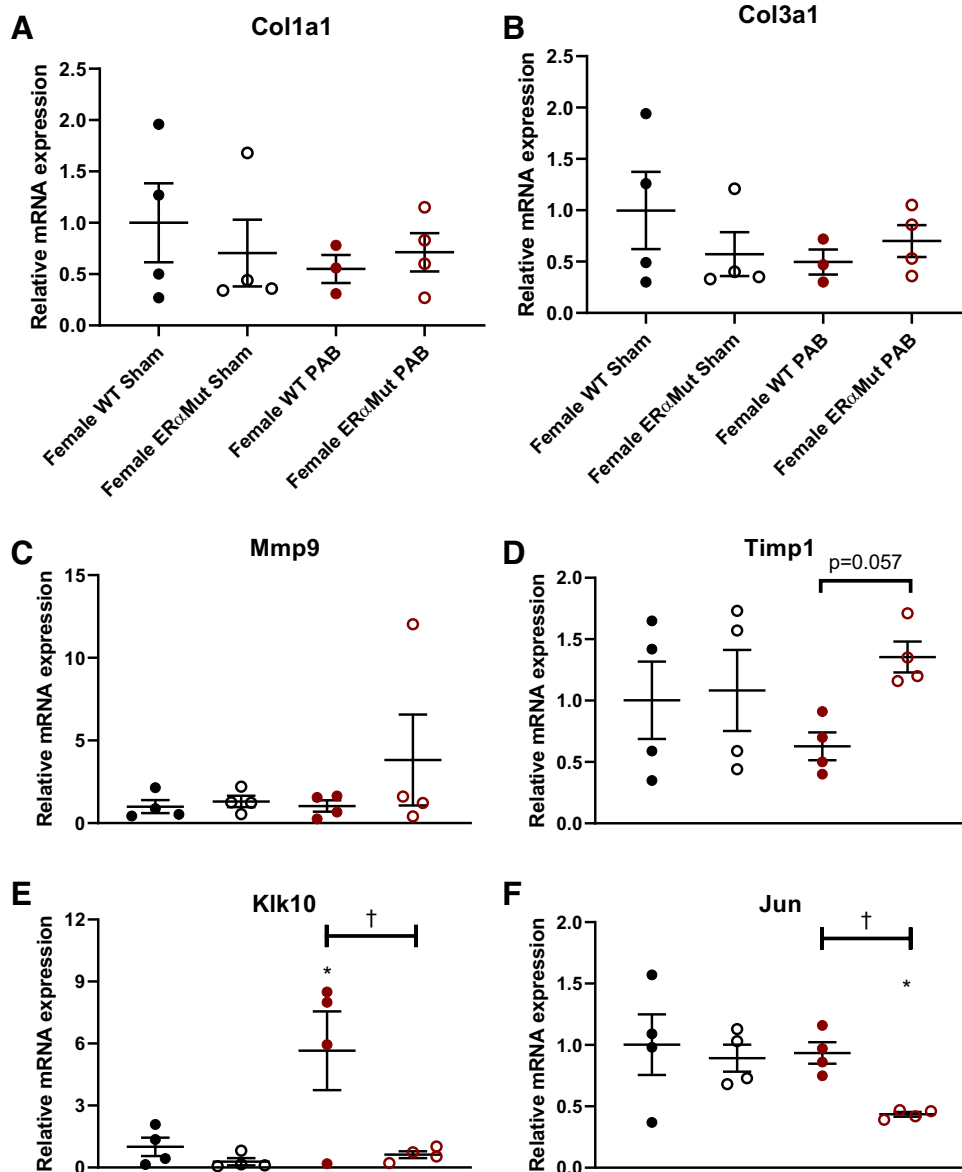 A
Col1a1
Relative mRNA expression
2.5
2.0
1.5
1.0
0.5
0.0
Female WT Sham
Female ERαMut Sham
Female WT PAB
Female ERαMut PAB
B
Col3a1
Relative mRNA expression
2.5
2.0
1.5
1.0
0.5
0.0
Female WT Sham
Female ERαMut Sham
Female WT PAB
Female ERαMut PAB
C
Mmp9
Relative mRNA expression
15
10
5
0
D
Timp1
p=0.057
Relative mRNA expression
2.0
1.5
1.0
0.5
0.0
E
Klk10
†
*
Relative mRNA expression
12
9
6
3
0
F
Jun
†
*
Relative mRNA expression
2.0
1.5
1.0
0.5
0.0